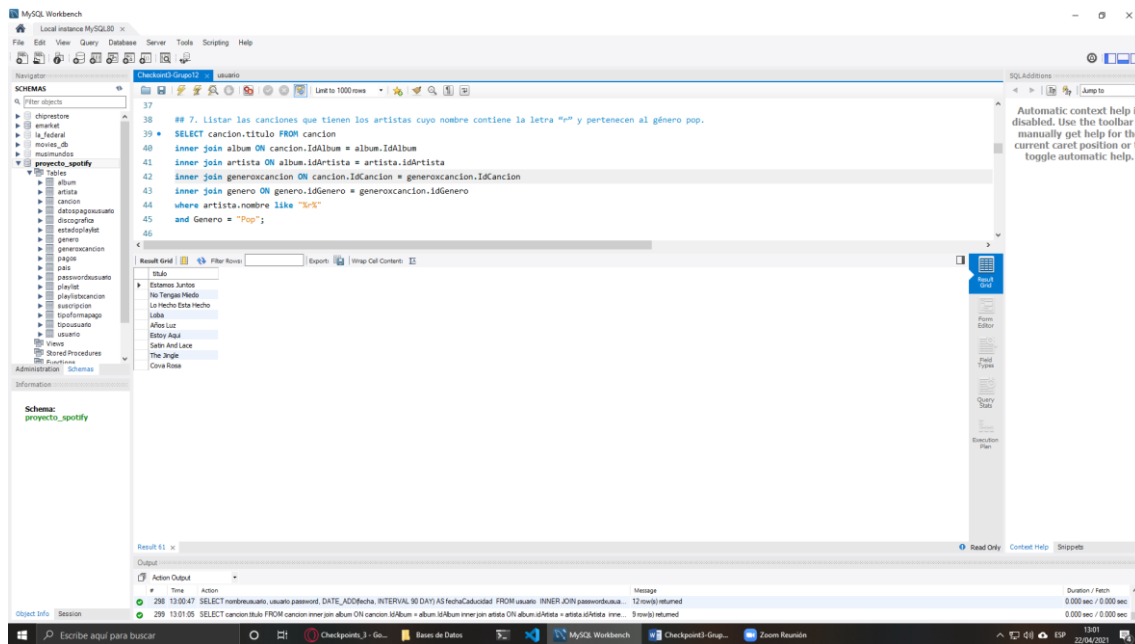 MySQL Workbench
Local instance MySQL80 ×
File Edit View Query Database Server Tools Scripting Help
Navigator
SCHEMAS
Filter objects
chiprestore
emarket
la_federal
movies_db
musimundos
proyecto_spotify
Tables
album
artista
cancion
datospagoxusuario
discografica
estadoplaylist
genero
generoxcancion
pagos
pais
passwordxusuario
playlist
playlistxcancion
suscripcion
tipoformapago
tipousuario
usuario
Views
Stored Procedures
Functions
Administration Schemas
Information
Schema:
proyecto_spotify
Object Info Session
Checkpoint3-Grupo12 × usuario
Limit to 1000 rows
37
38 ## 7. Listar las canciones que tienen los artistas cuyo nombre contiene la letra “r” y pertenecen al género pop.
39 SELECT cancion.titulo FROM cancion
40 inner join album ON cancion.IdAlbum = album.IdAlbum
41 inner join artista ON album.idArtista = artista.idArtista
42 inner join generoxcancion ON cancion.IdCancion = generoxcancion.IdCancion
43 inner join genero ON genero.idGenero = generoxcancion.idGenero
44 where artista.nombre like "%r%"
45 and Genero = "Pop";
46
Result Grid Filter Rows: Export: Wrap Cell Content:
titulo
Estamos Juntos
No Tengas Miedo
Lo Hecho Esta Hecho
Loba
Años Luz
Estoy Aqui
Satin And Lace
The Jingle
Cova Rosa
Result Grid
Form Editor
Field Types
Query Stats
Execution Plan
Result 61 ×
Read Only
Output
Action Output
# Time Action Message Duration / Fetch
298 13:00:47 SELECT nombreusuario, usuario password, DATE_ADD(fecha, INTERVAL 90 DAY) AS fechaCaducidad FROM usuario INNER JOIN passwordxusua... 12 row(s) returned 0.000 sec / 0.000 sec
299 13:01:05 SELECT cancion.titulo FROM cancion inner join album ON cancion.IdAlbum = album.IdAlbum inner join artista ON album.idArtista = artista.idArtista inne... 9 row(s) returned 0.000 sec / 0.000 sec
SQLAdditions
Jump to
Automatic context help i
disabled. Use the toolbar
manually get help for th
current caret position or
toggle automatic help.
Context Help Snippets
Escribe aquí para buscar
Checkpoints_3 - Go...
Bases de Datos
MySQL Workbench
Checkpoint3-Grup...
Zoom Reunión
ESP
13:01
22/04/2021